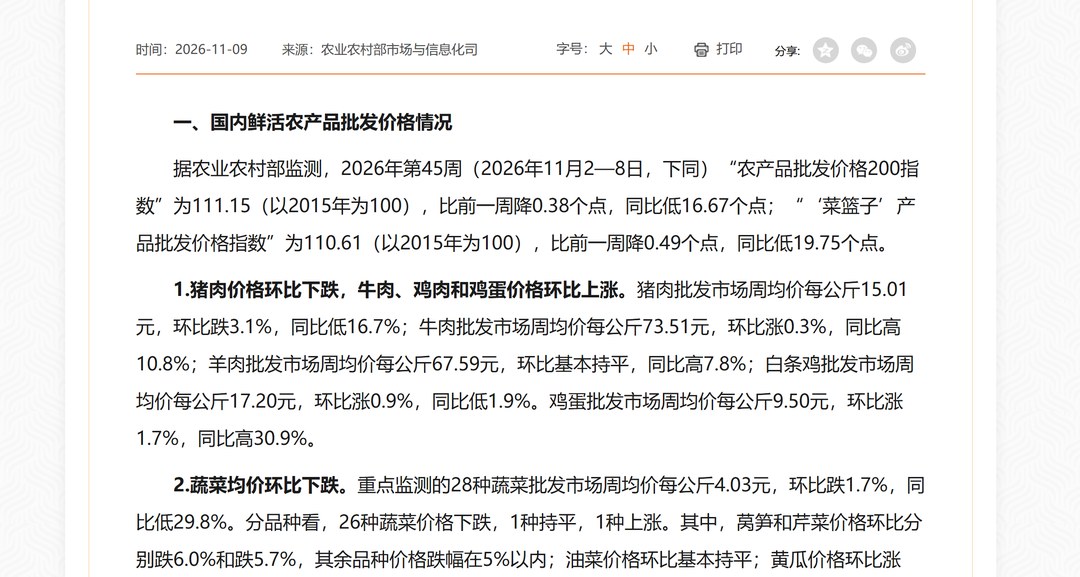 时间：2026-11-09 来源：农业农村部市场与信息化司 字号：大 中 小 打印 分享:
一、国内鲜活农产品批发价格情况
据农业农村部监测，2026年第45周（2026年11月2—8日，下同）“农产品批发价格200指
数”为111.15（以2015年为100），比前一周降0.38个点，同比低16.67个点；“‘菜篮子’产
品批发价格指数”为110.61（以2015年为100），比前一周降0.49个点，同比低19.75个点。
1.猪肉价格环比下跌，牛肉、鸡肉和鸡蛋价格环比上涨。猪肉批发市场周均价每公斤15.01
元，环比跌3.1%，同比低16.7%；牛肉批发市场周均价每公斤73.51元，环比涨0.3%，同比高
10.8%；羊肉批发市场周均价每公斤67.59元，环比基本持平，同比高7.8%；白条鸡批发市场周
均价每公斤17.20元，环比涨0.9%，同比低1.9%。鸡蛋批发市场周均价每公斤9.50元，环比涨
1.7%，同比高30.9%。
2.蔬菜均价环比下跌。重点监测的28种蔬菜批发市场周均价每公斤4.03元，环比跌1.7%，同
比低29.8%。分品种看，26种蔬菜价格下跌，1种持平，1种上涨。其中，莴笋和芹菜价格环比分
别跌6.0%和跌5.7%，其余品种价格跌幅在5%以内；油菜价格环比基本持平；黄瓜价格环比涨